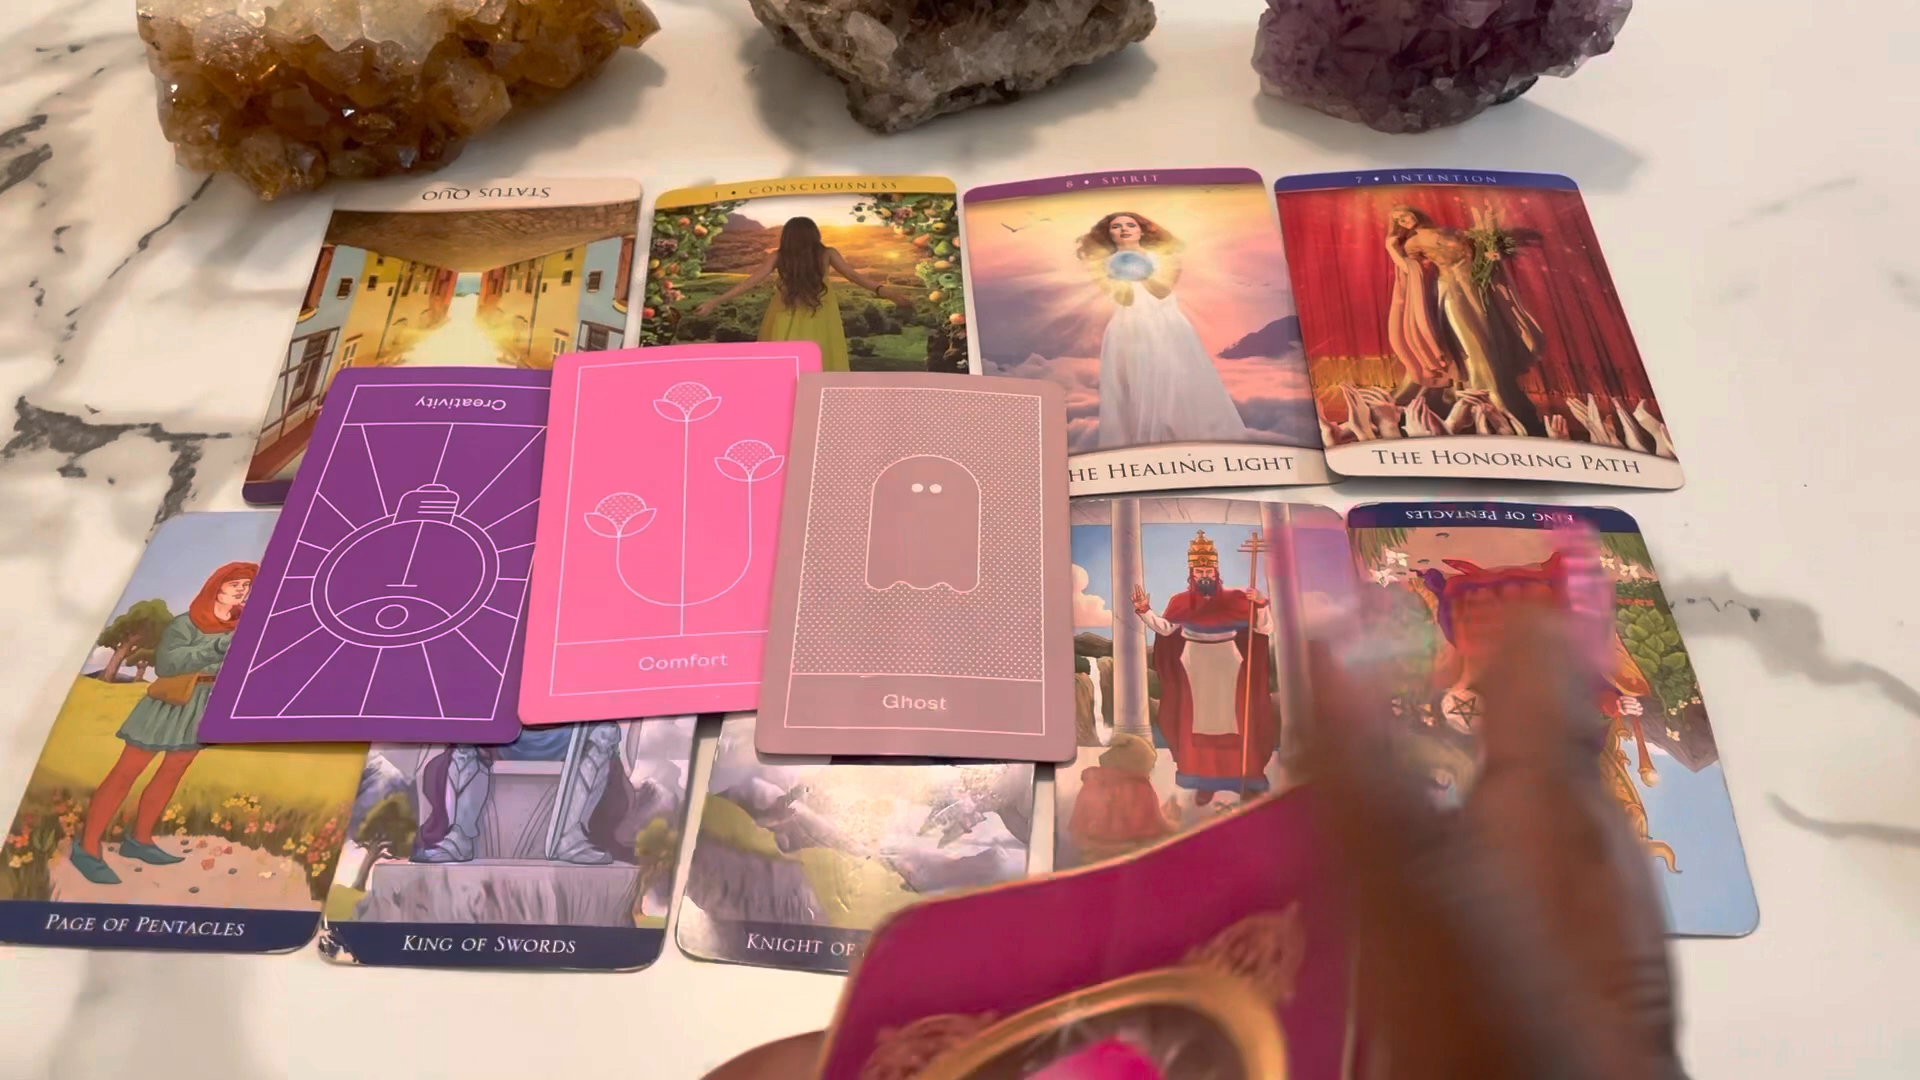 STATUS QUO
1 • CONSCIOUSNESS
8 • SPIRIT
7 • INTENTION
Creativity
HE HEALING LIGHT
THE HONORING PATH
KING OF PENTACLES
Comfort
Ghost
PAGE OF PENTACLES
KING OF SWORDS
KNIGHT OF